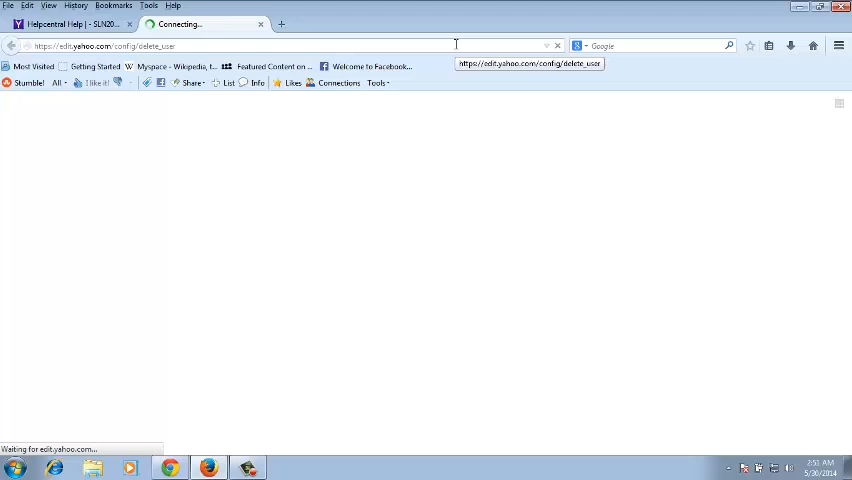 File Edit View History Bookmarks Tools Help
Helpcentral Help | - SLN20... × Connecting... × +
https://edit.yahoo.com/config/delete_user Google
https://edit.yahoo.com/config/delete_user
Most Visited Getting Started Myspace - Wikipedia, t... Featured Content on ... Welcome to Facebook...
Stumble! All I like it! Share List Info Likes Connections Tools
Waiting for edit.yahoo.com...
2:51 AM
5/30/2014